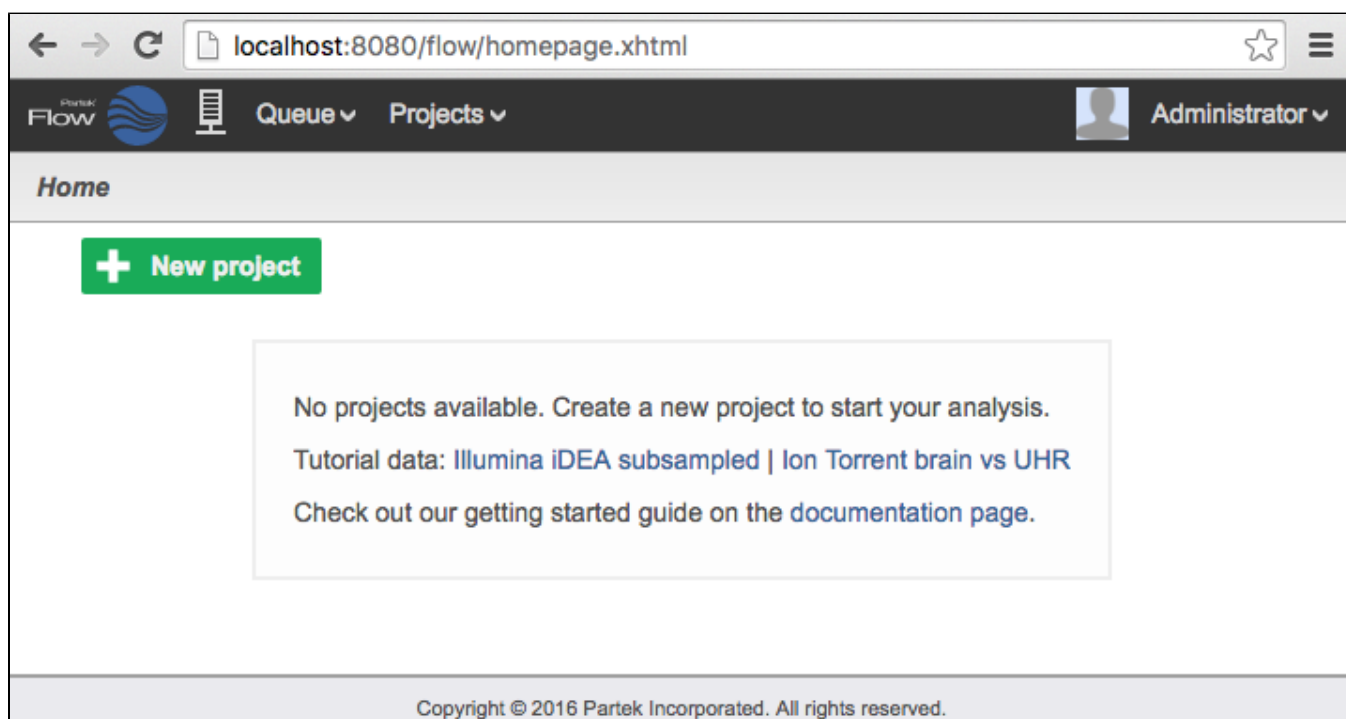 localhost:8080/flow/homepage.xhtml
Partek
Flow Queue Projects Administrator
Home
New project
No projects available. Create a new project to start your analysis.
Tutorial data: Illumina iDEA subsampled | Ion Torrent brain vs UHR
Check out our getting started guide on the documentation page.
Copyright © 2016 Partek Incorporated. All rights reserved.